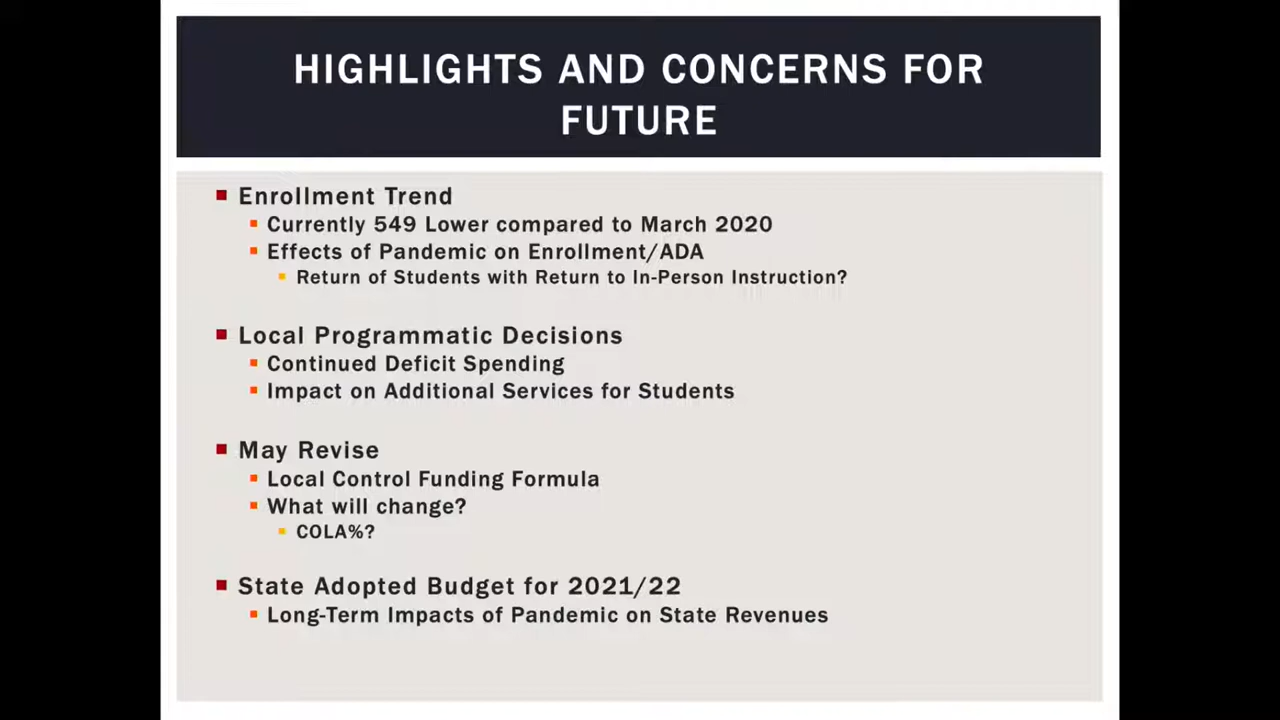 HIGHLIGHTS AND CONCERNS FOR
FUTURE
Enrollment Trend
Currently 549 Lower compared to March 2020
Effects of Pandemic on Enrollment/ADA
Return of Students with Return to In-Person Instruction?
Local Programmatic Decisions
Continued Deficit Spending
Impact on Additional Services for Students
May Revise
Local Control Funding Formula
What will change?
COLA%?
State Adopted Budget for 2021/22
Long-Term Impacts of Pandemic on State Revenues